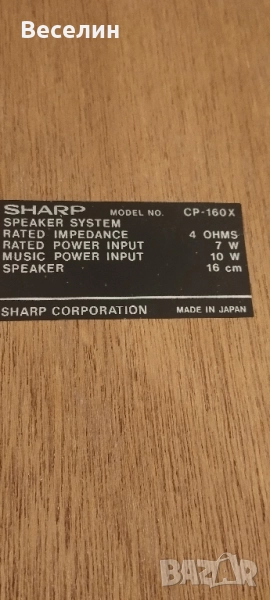 Веселин
SHARP MODEL NO. CP-160X
SPEAKER SYSTEM
RATED IMPEDANCE 4 OHMS
RATED POWER INPUT 7 W
MUSIC POWER INPUT 10 W
SPEAKER 16 cm
SHARP CORPORATION MADE IN JAPAN
BAZAR